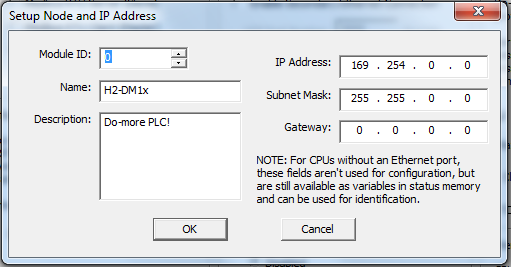 Setup Node and IP Address
Module ID: 0
Name: H2-DM1x
Description: Do-more PLC!
IP Address: 169 . 254 . 0 . 0
Subnet Mask: 255 . 255 . 0 . 0
Gateway: 0 . 0 . 0 . 0
NOTE: For CPUs without an Ethernet port,
these fields aren't used for configuration, but
are still available as variables in status memory
and can be used for identification.
OK
Cancel